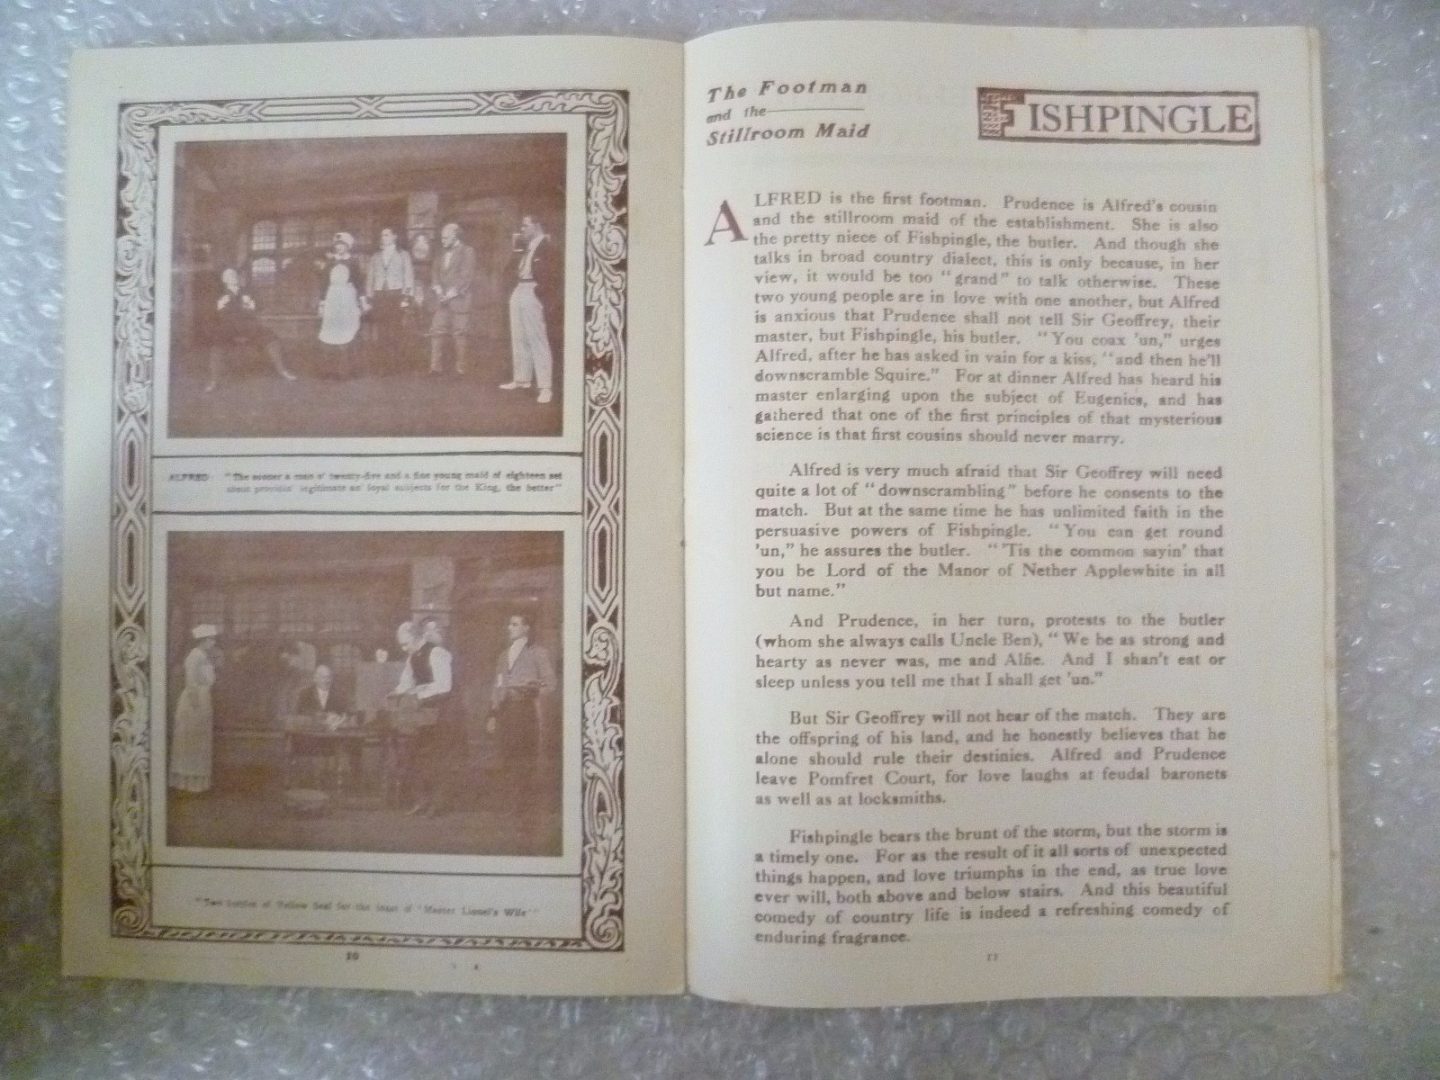 ALFRED: "The sooner a man o' twenty-five and a fine young maid of eighteen set
about providin' legitimate an' loyal subjects for the King, the better"
"Two bottles of Yellow Seal for the toast of 'Master Lionel's Wife'"
10
The Footman
and the
Stillroom Maid
FISHPINGLE
ALFRED is the first footman. Prudence is Alfred's cousin
and the stillroom maid of the establishment. She is also
the pretty niece of Fishpingle, the butler. And though she
talks in broad country dialect, this is only because, in her
view, it would be too "grand" to talk otherwise. These
two young people are in love with one another, but Alfred
is anxious that Prudence shall not tell Sir Geoffrey, their
master, but Fishpingle, his butler. "You coax 'un," urges
Alfred, after he has asked in vain for a kiss, "and then he'll
downscramble Squire." For at dinner Alfred has heard his
master enlarging upon the subject of Eugenics, and has
gathered that one of the first principles of that mysterious
science is that first cousins should never marry.
Alfred is very much afraid that Sir Geoffrey will need
quite a lot of "downscrambling" before he consents to the
match. But at the same time he has unlimited faith in the
persuasive powers of Fishpingle. "You can get round
'un," he assures the butler. "'Tis the common sayin' that
you be Lord of the Manor of Nether Applewhite in all
but name."
And Prudence, in her turn, protests to the butler
(whom she always calls Uncle Ben), "We be as strong and
hearty as never was, me and Alfie. And I shan't eat or
sleep unless you tell me that I shall get 'un."
But Sir Geoffrey will not hear of the match. They are
the offspring of his land, and he honestly believes that he
alone should rule their destinies. Alfred and Prudence
leave Pomfret Court, for love laughs at feudal baronets
as well as at locksmiths.
Fishpingle bears the brunt of the storm, but the storm is
a timely one. For as the result of it all sorts of unexpected
things happen, and love triumphs in the end, as true love
ever will, both above and below stairs. And this beautiful
comedy of country life is indeed a refreshing comedy of
enduring fragrance.